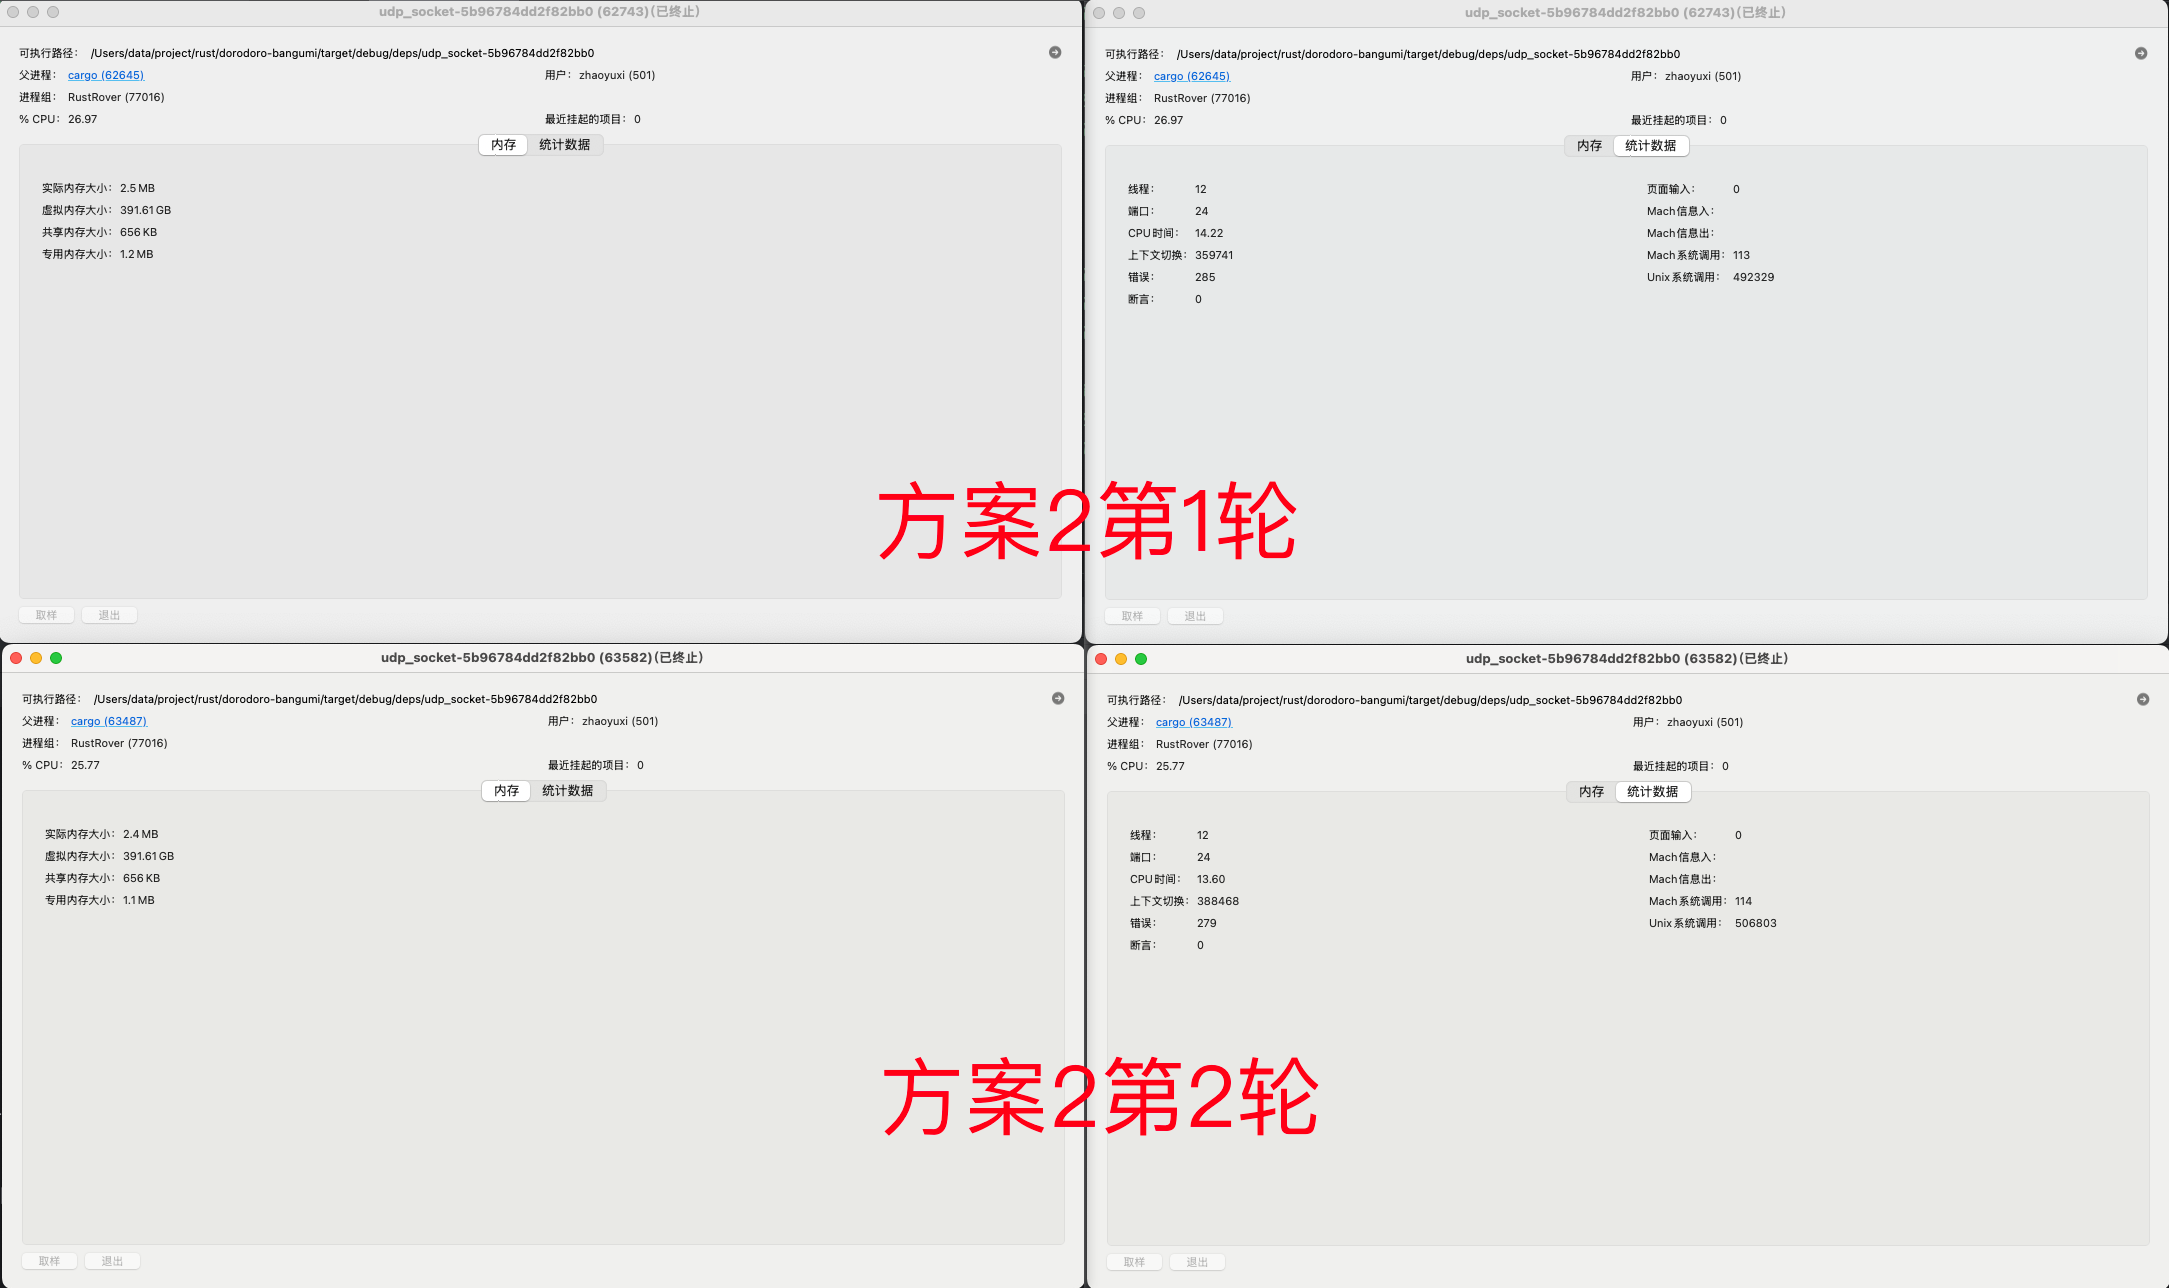 udp_socket-5b96784dd2f82bb0 (62743)(已终止)
可执行路径： /Users/data/project/rust/dorodoro-bangumi/target/debug/deps/udp_socket-5b96784dd2f82bb0
父进程： cargo (62645) 用户： zhaoyuxi (501)
进程组： RustRover (77016)
% CPU： 26.97 最近挂起的项目： 0
内存 统计数据
实际内存大小： 2.5 MB
虚拟内存大小： 391.61 GB
共享内存大小： 656 KB
专用内存大小： 1.2 MB
取样 退出
udp_socket-5b96784dd2f82bb0 (62743)(已终止)
可执行路径： /Users/data/project/rust/dorodoro-bangumi/target/debug/deps/udp_socket-5b96784dd2f82bb0
父进程： cargo (62645) 用户： zhaoyuxi (501)
进程组： RustRover (77016)
% CPU： 26.97 最近挂起的项目： 0
内存 统计数据
线程： 12 页面输入： 0
端口： 24 Mach信息入：
CPU时间： 14.22 Mach信息出：
上下文切换： 359741 Mach系统调用： 113
错误： 285 Unix系统调用： 492329
断言： 0
取样 退出
方案2第1轮
udp_socket-5b96784dd2f82bb0 (63582)(已终止)
可执行路径： /Users/data/project/rust/dorodoro-bangumi/target/debug/deps/udp_socket-5b96784dd2f82bb0
父进程： cargo (63487) 用户： zhaoyuxi (501)
进程组： RustRover (77016)
% CPU： 25.77 最近挂起的项目： 0
内存 统计数据
实际内存大小： 2.4 MB
虚拟内存大小： 391.61 GB
共享内存大小： 656 KB
专用内存大小： 1.1 MB
取样 退出
udp_socket-5b96784dd2f82bb0 (63582)(已终止)
可执行路径： /Users/data/project/rust/dorodoro-bangumi/target/debug/deps/udp_socket-5b96784dd2f82bb0
父进程： cargo (63487) 用户： zhaoyuxi (501)
进程组： RustRover (77016)
% CPU： 25.77 最近挂起的项目： 0
内存 统计数据
线程： 12 页面输入： 0
端口： 24 Mach信息入：
CPU时间： 13.60 Mach信息出：
上下文切换： 388468 Mach系统调用： 114
错误： 279 Unix系统调用： 506803
断言： 0
取样 退出
方案2第2轮